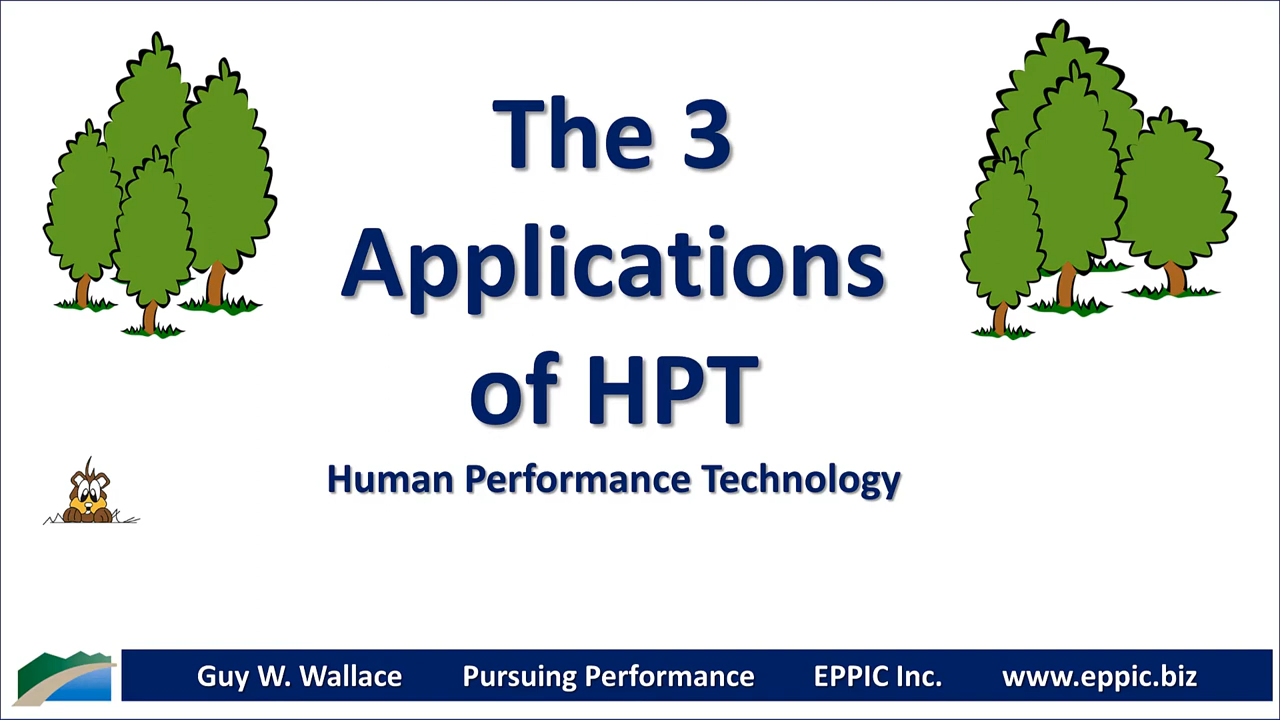 The 3
Applications
of HPT
Human Performance Technology
Guy W. Wallace Pursuing Performance EPPIC Inc. www.eppic.biz